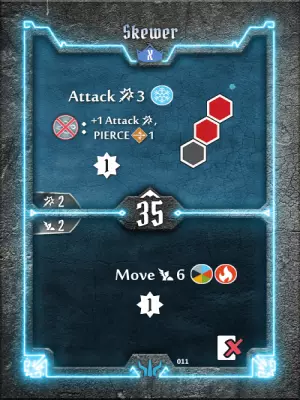 Skewer
X
Attack 3
+1 Attack ,
PIERCE 1
1
35
2
2
Move 6
1
011